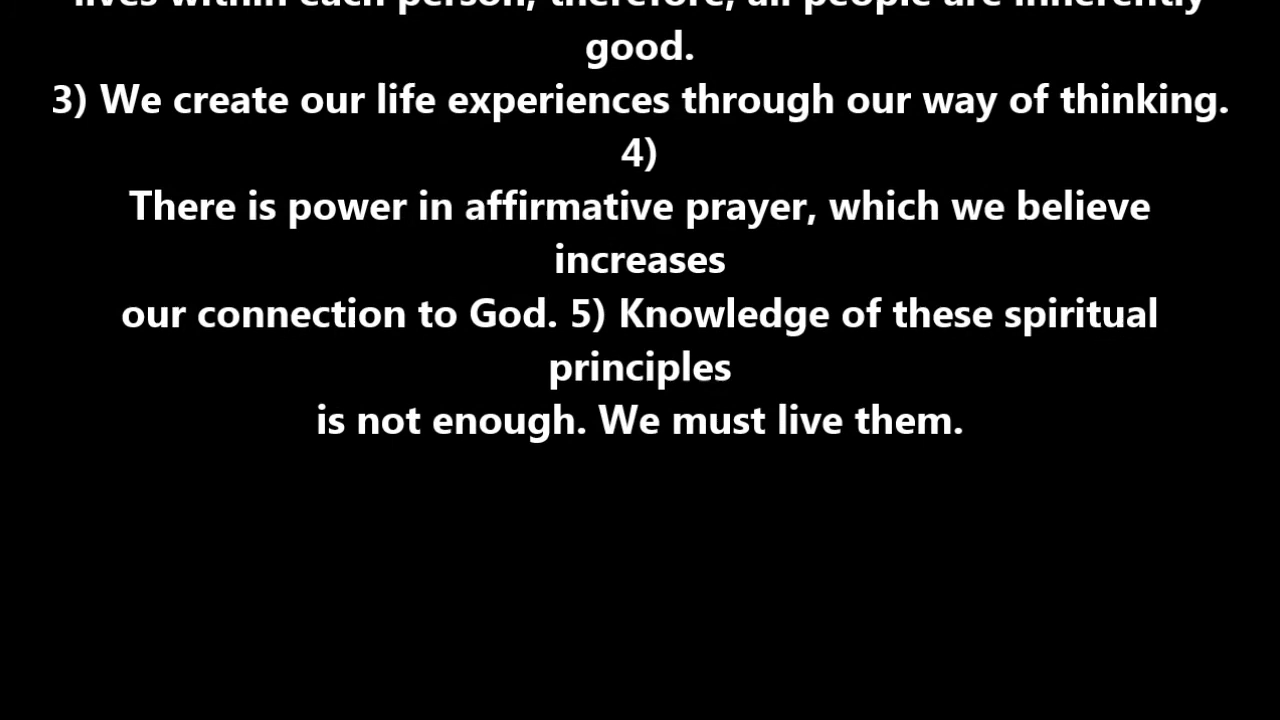 lives within each person, therefore, all people are inherently
good.
3) We create our life experiences through our way of thinking.
4)
There is power in affirmative prayer, which we believe
increases
our connection to God. 5) Knowledge of these spiritual
principles
is not enough. We must live them.